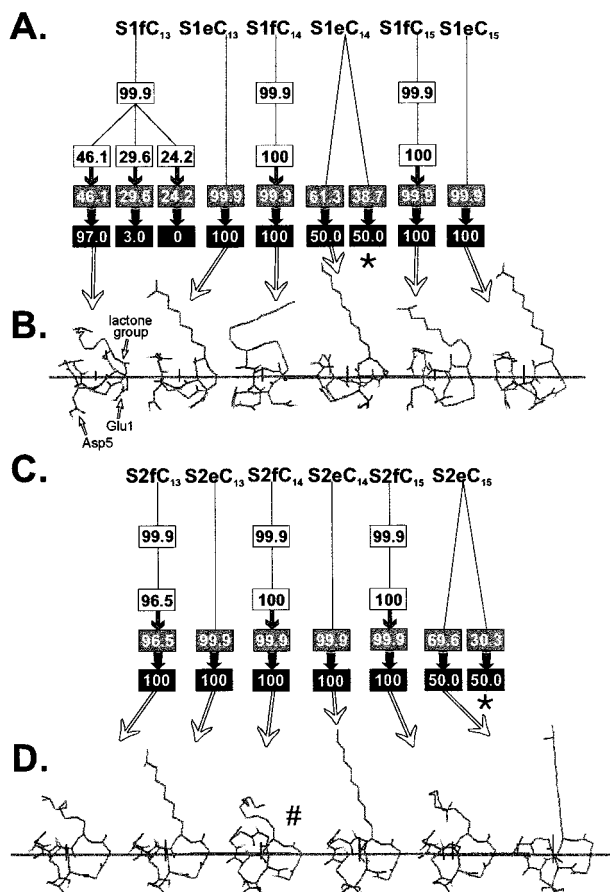 A. S1fC13 S1eC13 S1fC14 S1eC14 S1fC15 S1eC15
99.9 99.9 99.9
46.1 29.6 24.2 100 100
46.1 29.6 24.2 99.9 99.9 61.3 38.7 99.9 99.9
97.0 3.0 0 100 100 50.0 50.0 100 100
*
B. lactone
group
Glu1
Asp5
C. S2fC13 S2eC13 S2fC14 S2eC14 S2fC15 S2eC15
99.9 99.9 99.9
96.5 100 100
96.5 99.9 99.9 99.9 99.9 69.6 30.3
100 100 100 100 100 50.0 50.0
*
D. #